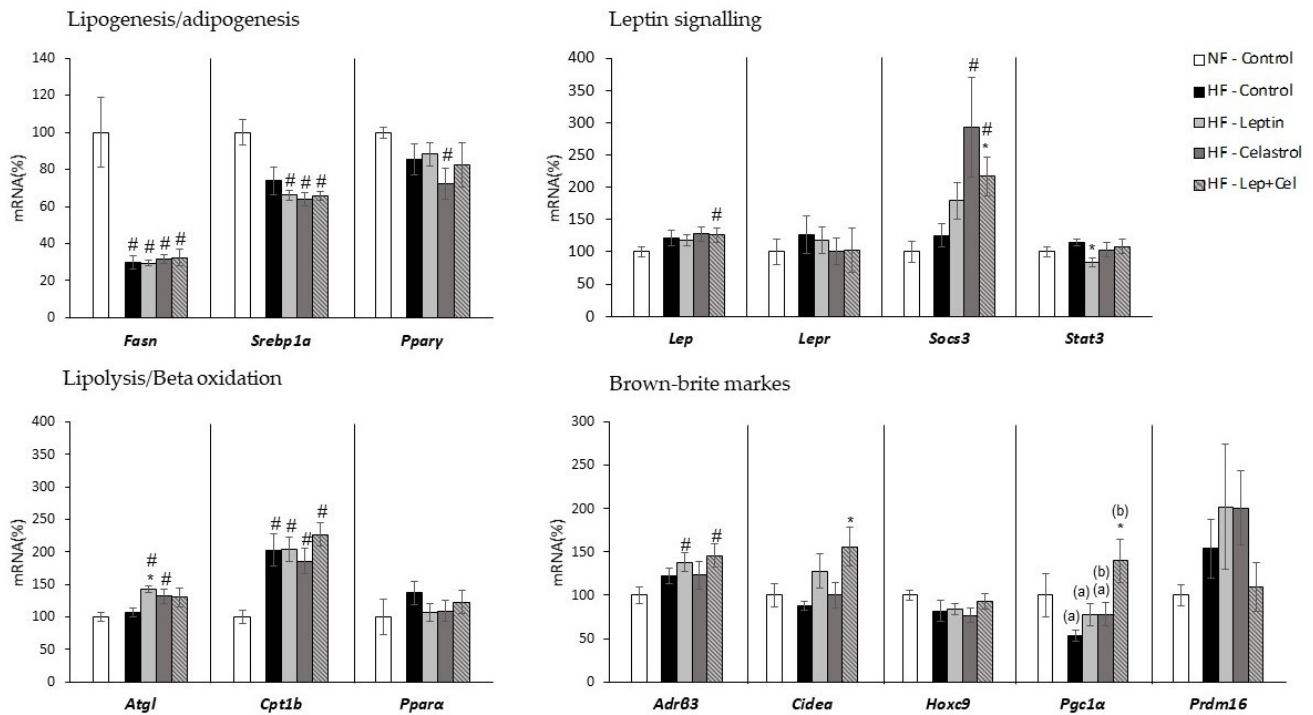 Lipogenesis/adipogenesis
140
120
100
80
60
40
20
0
mRNA(%)
# # # #
# # #
#
Fasn Srebp1a Pparγ
Leptin signalling
400
350
300
250
200
150
100
50
0
mRNA(%)
#
#
#
*
*
Lep Lepr Socs3 Stat3
NF - Control
HF - Control
HF - Leptin
HF - Celastrol
HF - Lep+Cel
Lipolysis/Beta oxidation
400
350
300
250
200
150
100
50
0
mRNA(%)
#
* #
# # # #
Atgl Cpt1b Pparα
Brown-brite markes
300
250
200
150
100
50
0
mRNA(%)
# #
*
(b)
*
(b)
(a) (a) (a)
Adrβ3 Cidea Hoxc9 Pgc1α Prdm16